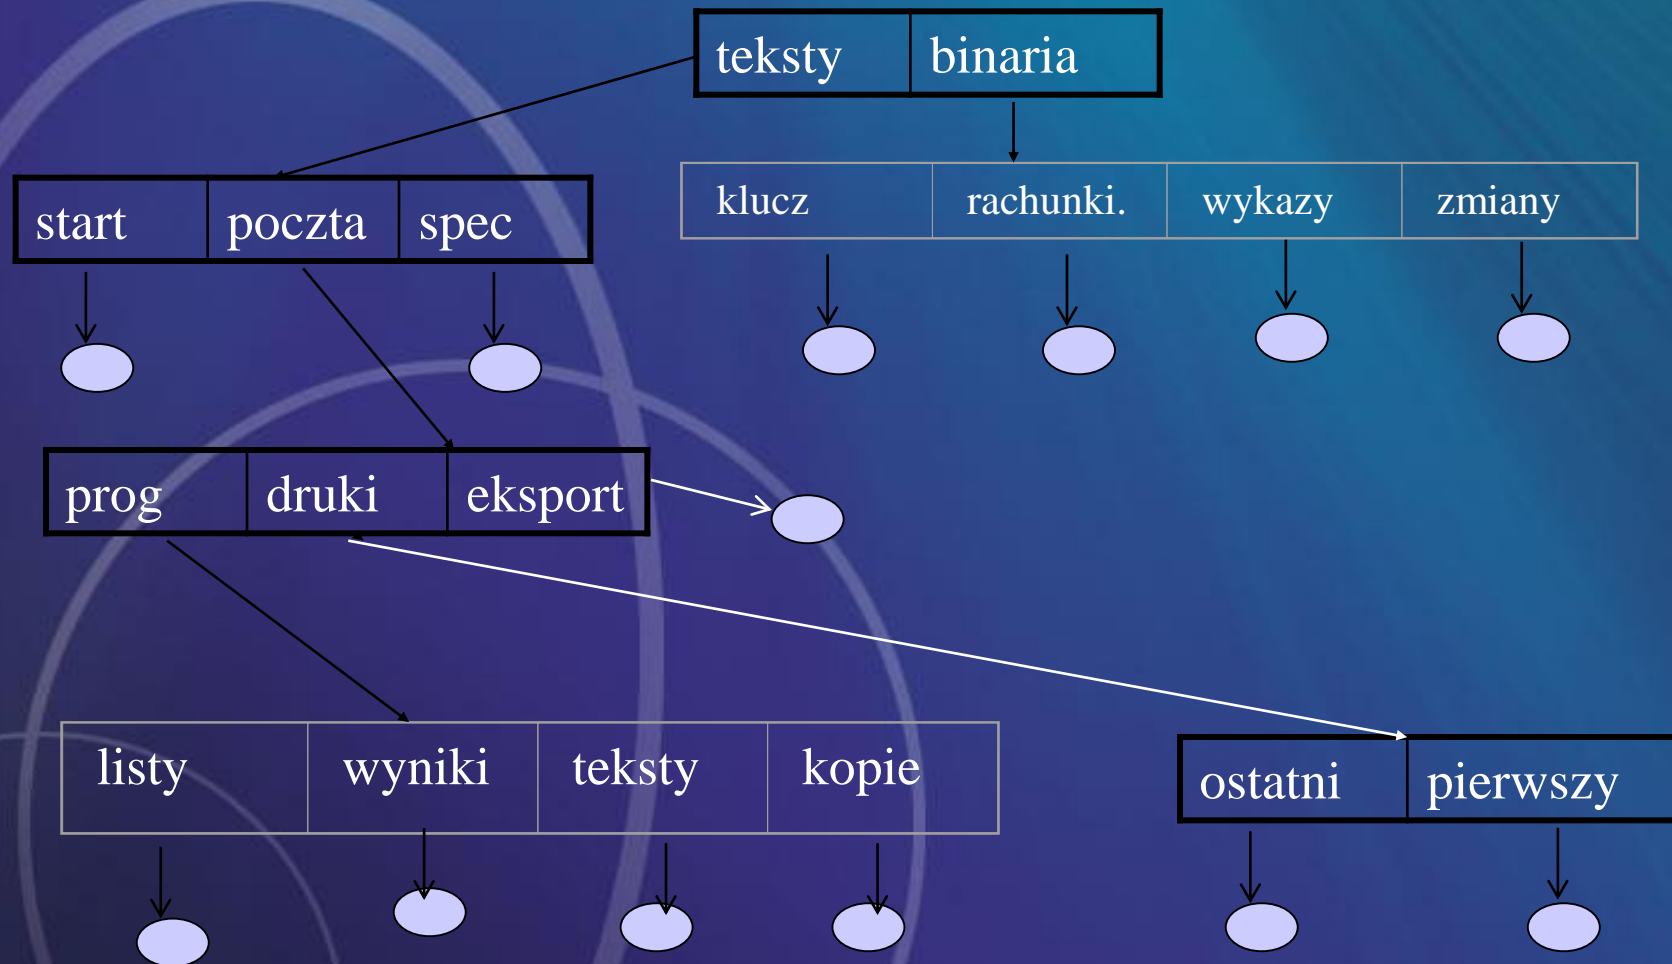 teksty binaria
klucz rachunki. wykazy zmiany
start poczta spec
prog druki eksport
listy wyniki teksty kopie
ostatni pierwszy